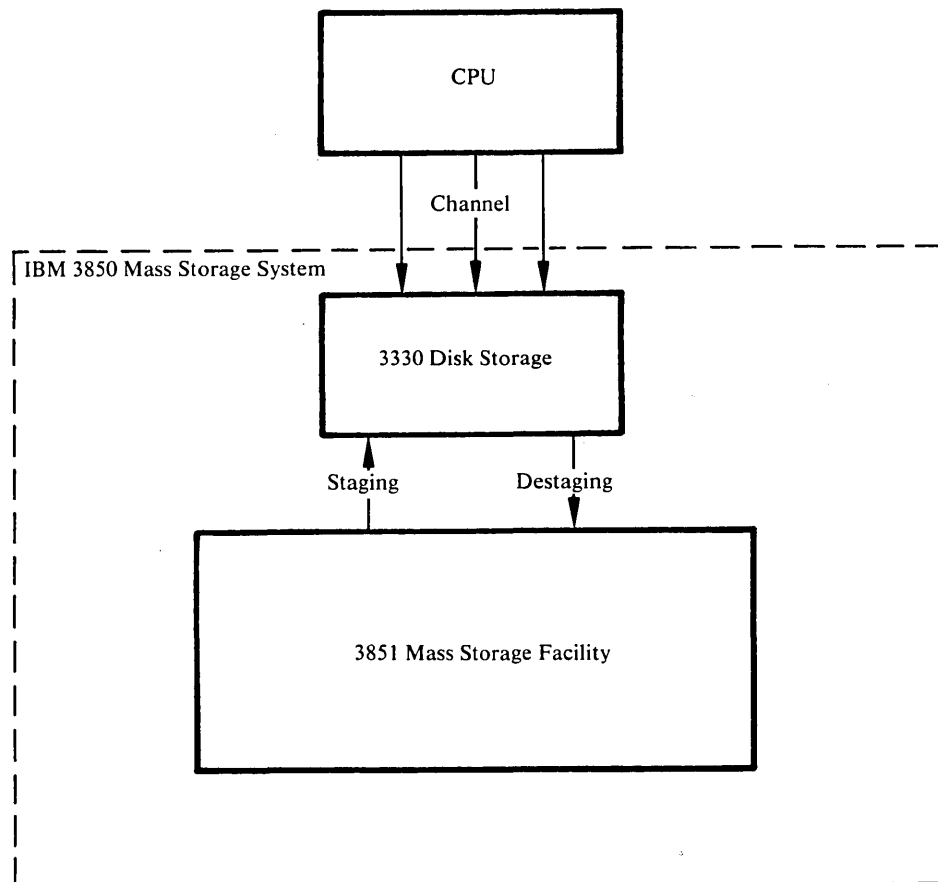 CPU
Channel
IBM 3850 Mass Storage System
3330 Disk Storage
Staging
Destaging
3851 Mass Storage Facility